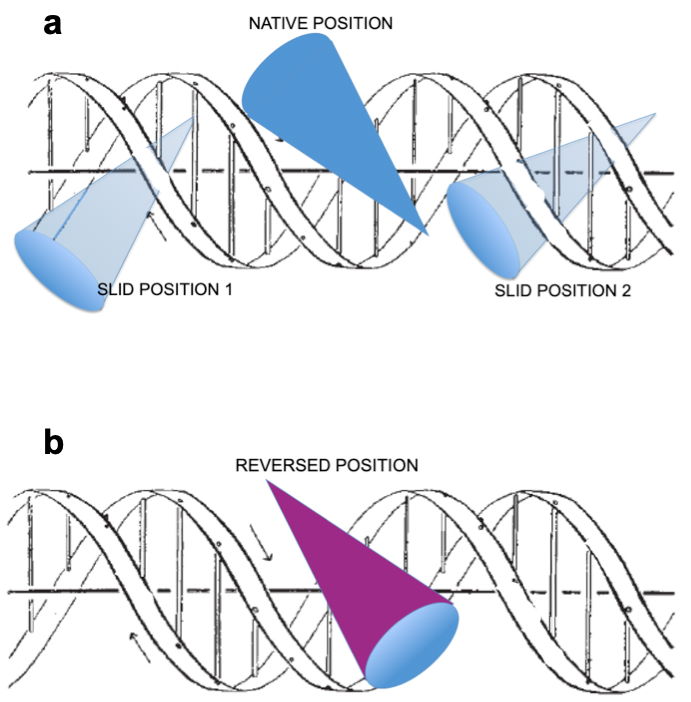 a
NATIVE POSITION
SLID POSITION 1
SLID POSITION 2
b
REVERSED POSITION